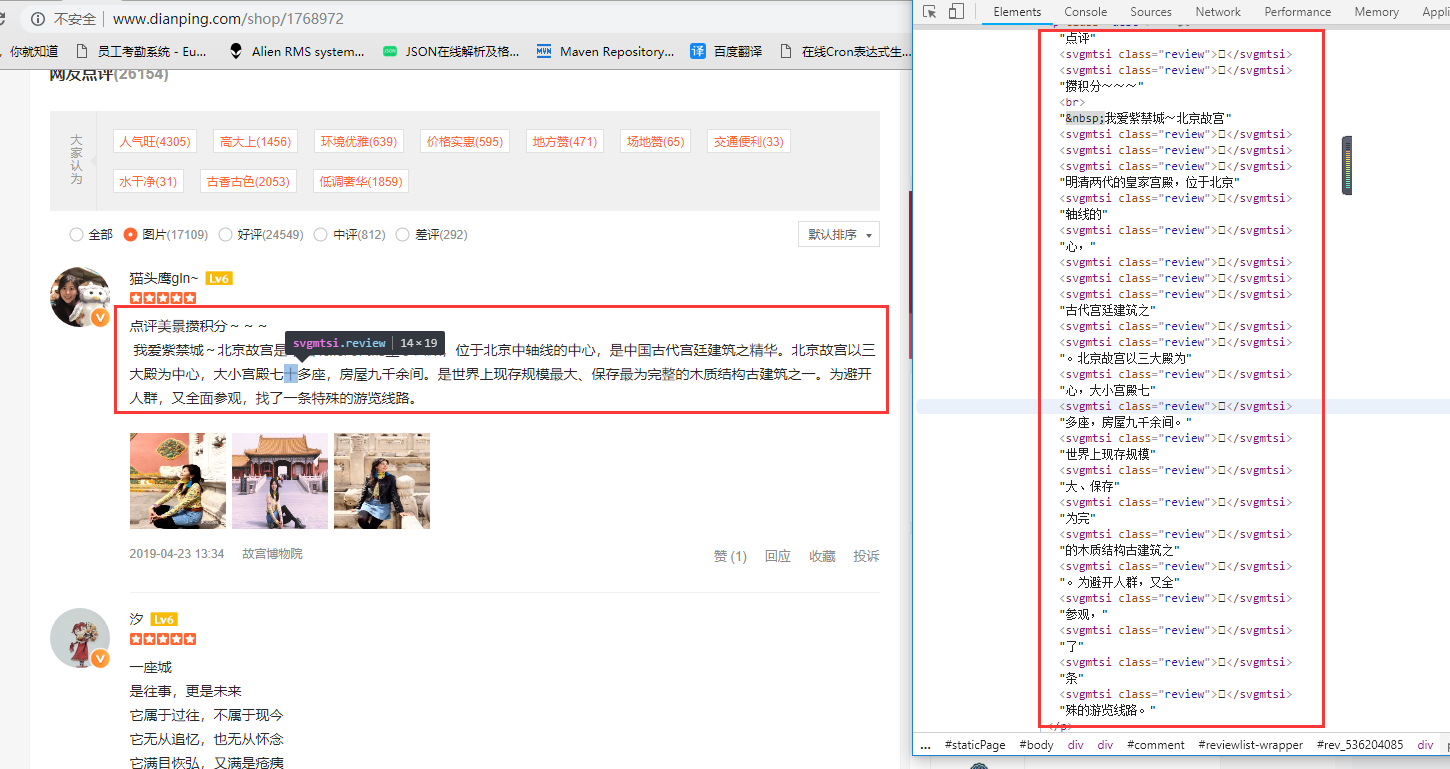 不安全 | www.dianping.com/shop/1768972
你就知道 员工考勤系统 - Eu... Alien RMS system... JSON在线解析及格... Maven Repository... 百度翻译 在线Cron表达式生...
网友点评(26154)
大家认为
人气旺(4305) 高大上(1456) 环境优雅(639) 价格实惠(595) 地方赞(471) 场地赞(65) 交通便利(33)
水干净(31) 古香古色(2053) 低调奢华(1859)
全部 图片(17109) 好评(24549) 中评(812) 差评(292) 默认排序
猫头鹰gln~ Lv6
点评美景攒积分～～～
svgmtsi.review | 14×19
我爱紫禁城～北京故宫是
位于北京中轴线的中心，是中国古代宫廷建筑之精华。北京故宫以三
大殿为中心，大小宫殿七十多座，房屋九千余间。是世界上现存规模最大、保存最为完整的木质结构古建筑之一。为避开
人群，又全面参观，找了一条特殊的游览线路。
2019-04-23 13:34 故宫博物院 赞 (1) 回应 收藏 投诉
汐 Lv6
一座城
是往事，更是未来
它属于过往，不属于现今
它无从追忆，也无从怀念
它满目恢弘，又满是疮痍
Elements Console Sources Network Performance Memory Appli
"点评"
<svgmtsi class="review">□</svgmtsi>
<svgmtsi class="review">□</svgmtsi>
"攒积分～～～"
<br>
"&nbsp;我爱紫禁城～北京故宫"
<svgmtsi class="review">□</svgmtsi>
<svgmtsi class="review">□</svgmtsi>
<svgmtsi class="review">□</svgmtsi>
"明清两代的皇家宫殿，位于北京"
<svgmtsi class="review">□</svgmtsi>
"轴线的"
<svgmtsi class="review">□</svgmtsi>
"心，"
<svgmtsi class="review">□</svgmtsi>
<svgmtsi class="review">□</svgmtsi>
<svgmtsi class="review">□</svgmtsi>
"古代宫廷建筑之"
<svgmtsi class="review">□</svgmtsi>
<svgmtsi class="review">□</svgmtsi>
"。北京故宫以三大殿为"
<svgmtsi class="review">□</svgmtsi>
"心，大小宫殿七"
<svgmtsi class="review">□</svgmtsi>
"多座，房屋九千余间。"
<svgmtsi class="review">□</svgmtsi>
"世界上现存规模"
<svgmtsi class="review">□</svgmtsi>
"大、保存"
<svgmtsi class="review">□</svgmtsi>
"为完"
<svgmtsi class="review">□</svgmtsi>
"的木质结构古建筑之"
<svgmtsi class="review">□</svgmtsi>
"。为避开人群，又全"
<svgmtsi class="review">□</svgmtsi>
"参观，"
<svgmtsi class="review">□</svgmtsi>
"了"
<svgmtsi class="review">□</svgmtsi>
"条"
<svgmtsi class="review">□</svgmtsi>
"殊的游览线路。"
</p>
... #staticPage #body div div #comment #reviewlist-wrapper #rev_536204085 div